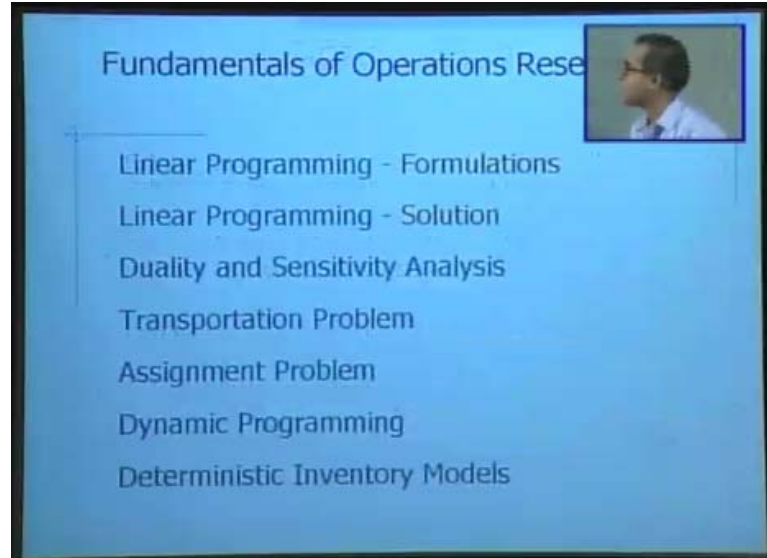 Fundamentals of Operations Rese
Linear Programming - Formulations
Linear Programming - Solution
Duality and Sensitivity Analysis
Transportation Problem
Assignment Problem
Dynamic Programming
Deterministic Inventory Models